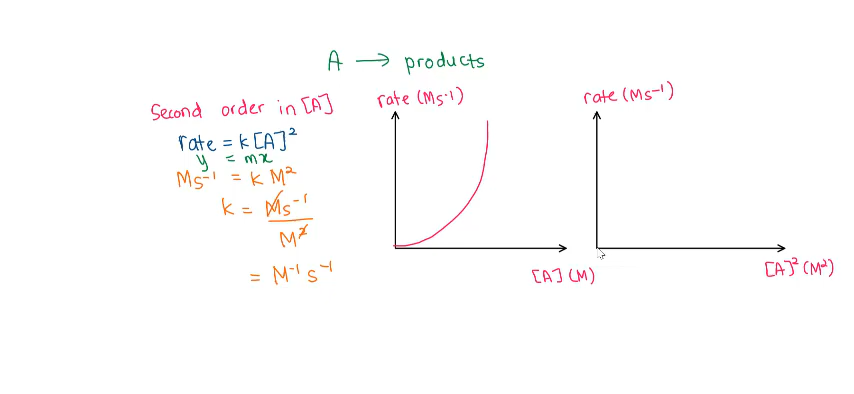 A → products
Second order in [A]
rate = k [A]²
y = mx
Ms⁻¹ = k M²
k = Ms⁻¹
M²
= M⁻¹ s⁻¹
rate (Ms⁻¹)
[A] (M)
rate (Ms⁻¹)
[A]² (M²)